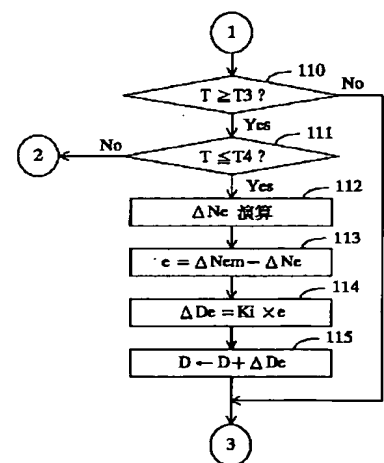 1
110
T ≧ T3 ?
No
Yes
111
T ≦ T4 ?
No
2
Yes
112
ΔNe 演算
113
e = ΔNem − ΔNe
114
ΔDe = Ki × e
115
D ← D + ΔDe
3